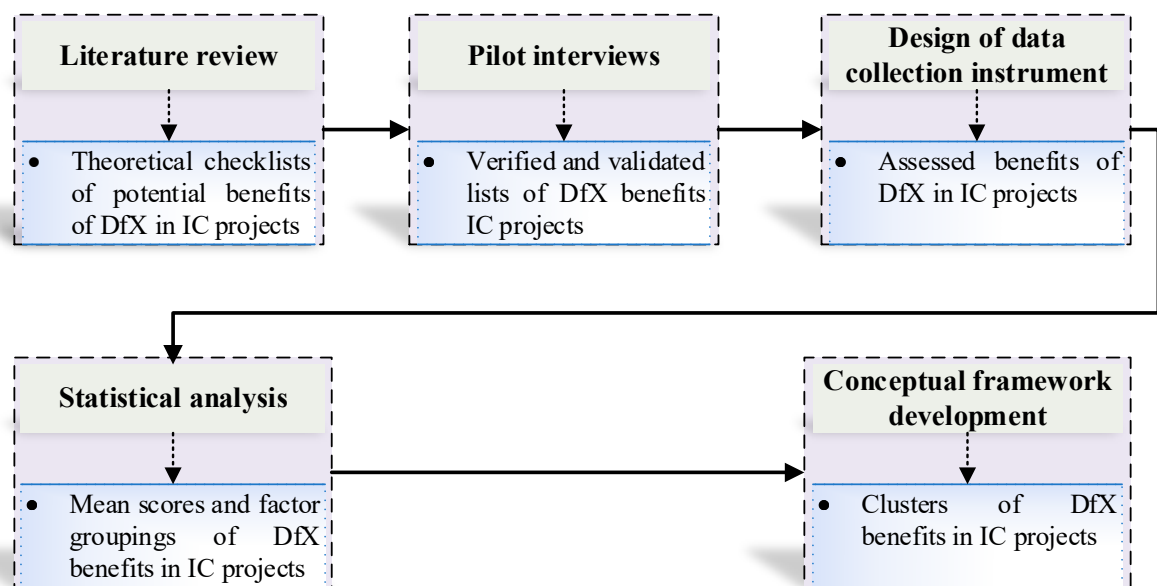 Literature review
• Theoretical checklists
of potential benefits
of DfX in IC projects
Pilot interviews
• Verified and validated
lists of DfX benefits
IC projects
Design of data
collection instrument
• Assessed benefits of
DfX in IC projects
Statistical analysis
• Mean scores and factor
groupings of DfX
benefits in IC projects
Conceptual framework
development
• Clusters of DfX
benefits in IC projects